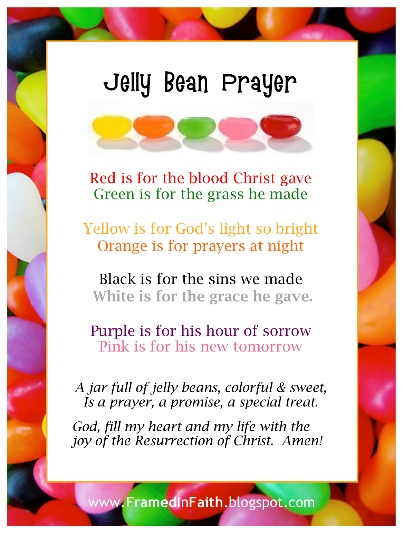 Jelly Bean Prayer
Red is for the blood Christ gave
Green is for the grass he made
Yellow is for God's light so bright
Orange is for prayers at night
Black is for the sins we made
White is for the grace he gave.
Purple is for his hour of sorrow
Pink is for his new tomorrow
A jar full of jelly beans, colorful & sweet,
Is a prayer, a promise, a special treat.
God, fill my heart and my life with the
joy of the Resurrection of Christ. Amen!
www.FramedInFaith.blogspot.com